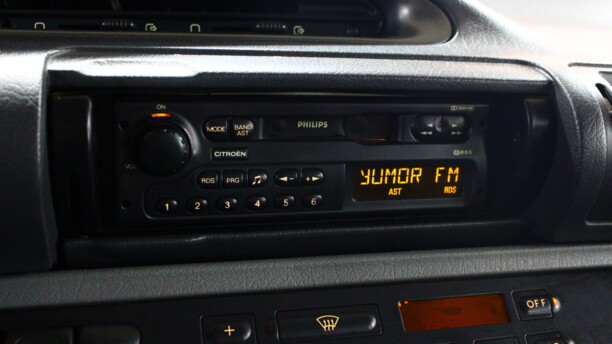 ON
MODE
BAND
AST
PHILIPS
CITROËN
RDS
PRG
YUMOR FM
AST
RDS
1
2
3
4
5
6
+
OFF